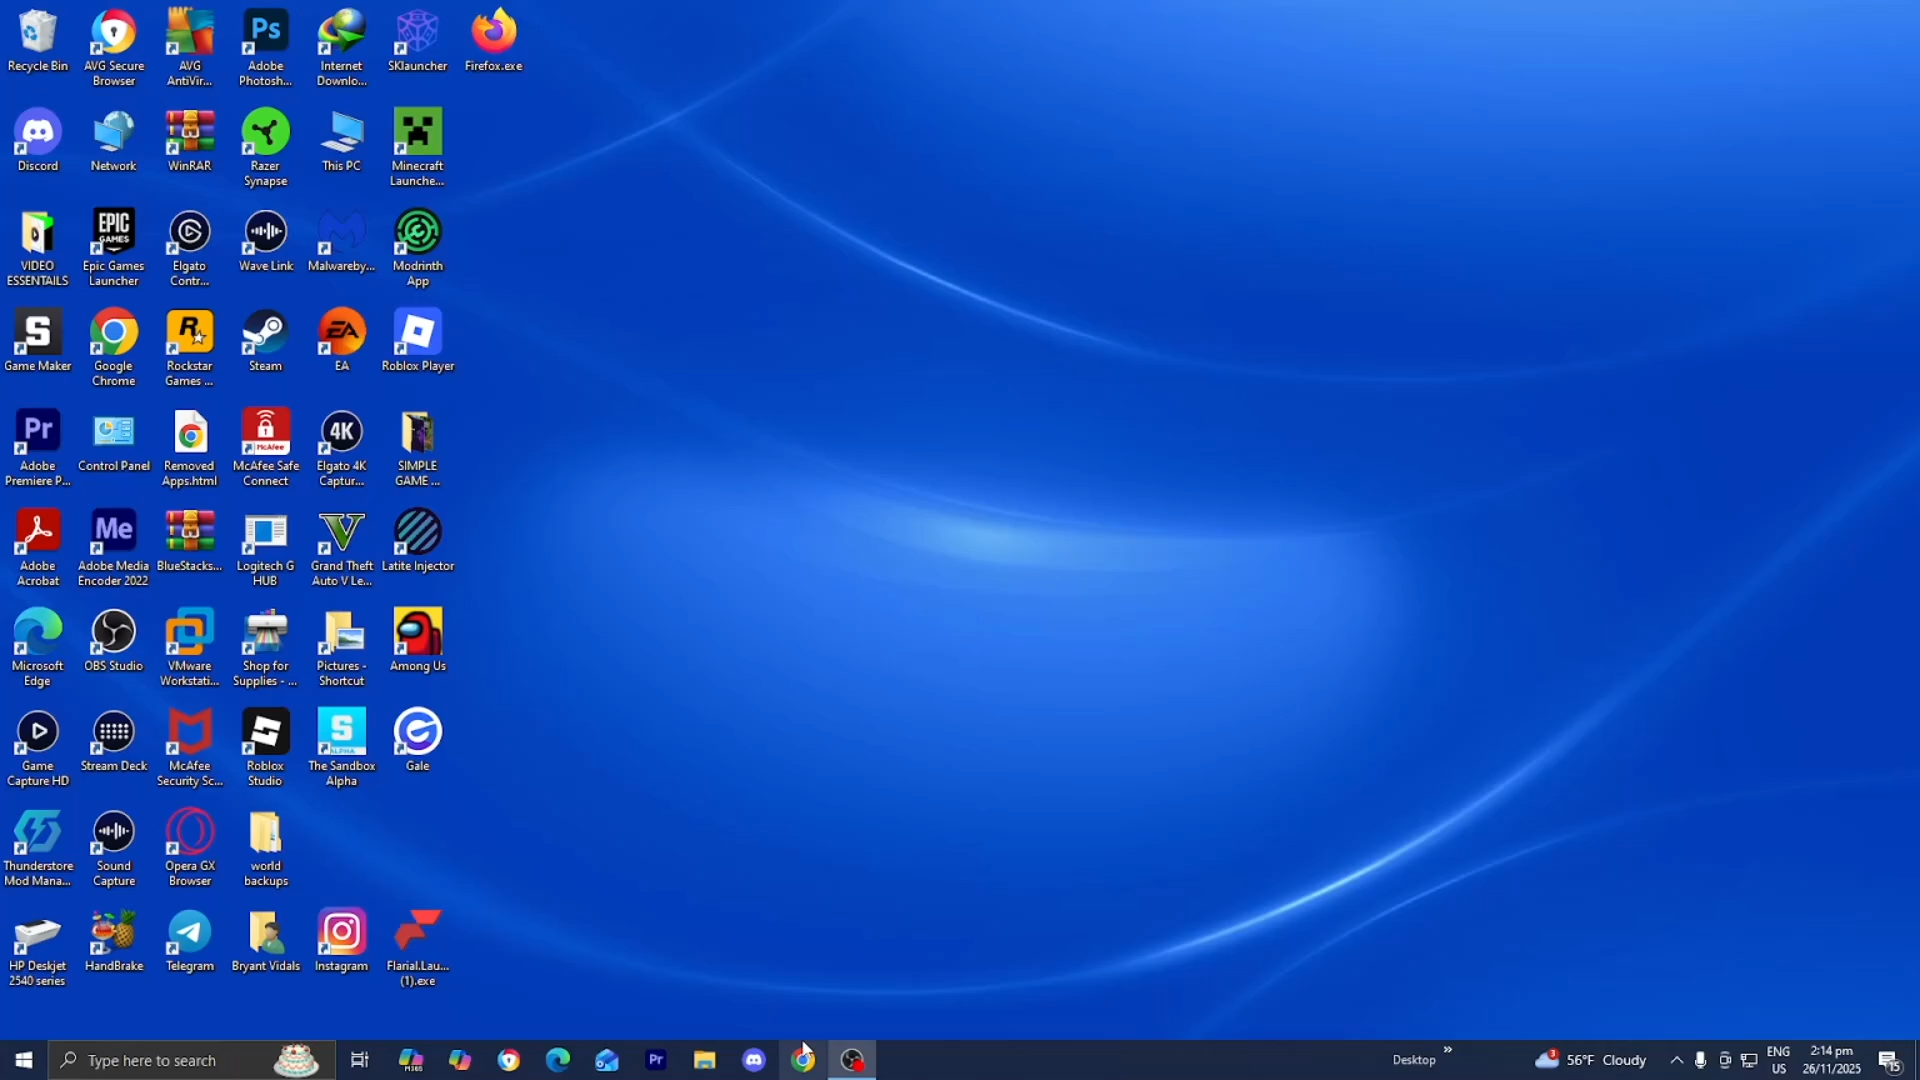 Recycle Bin
AVG Secure
Browser
AVG
AntiVir...
Ps
Adobe
Photosh...
Internet
Downlo...
SKlauncher
Firefox.exe
Discord
Network
WinRAR
Razer
Synapse
This PC
Minecraft
Launche...
VIDEO
ESSENTAILS
EPIC
GAMES
Epic Games
Launcher
Elgato
Contr...
Wave Link
Malwareby...
Modrinth
App
S
Game Maker
Google
Chrome
R
Rockstar
Games ...
Steam
EA
EA
Roblox Player
Pr
Adobe
Premiere P...
Control Panel
Removed
Apps.html
McAfee
McAfee Safe
Connect
4K
Elgato 4K
Captur...
SIMPLE
GAME ...
Adobe
Acrobat
Me
Adobe Media
Encoder 2022
BlueStacks...
Logitech G
HUB
V
Grand Theft
Auto V Le...
Latite Injector
Microsoft
Edge
OBS Studio
VMware
Workstati...
Shop for
Supplies - ...
Pictures -
Shortcut
Among Us
Game
Capture HD
Stream Deck
McAfee
Security Sc...
Roblox
Studio
S
ALPHA
The Sandbox
Alpha
Gale
Thunderstore
Mod Mana...
Sound
Capture
Opera GX
Browser
world
backups
HP Deskjet
2540 series
HandBrake
Telegram
Bryant Vidals
Instagram
Flarial.Lau...
(1).exe
Type here to search
M365
Pr
Desktop
»
3
56°F Cloudy
ENG
US
2:14 pm
26/11/2025
15